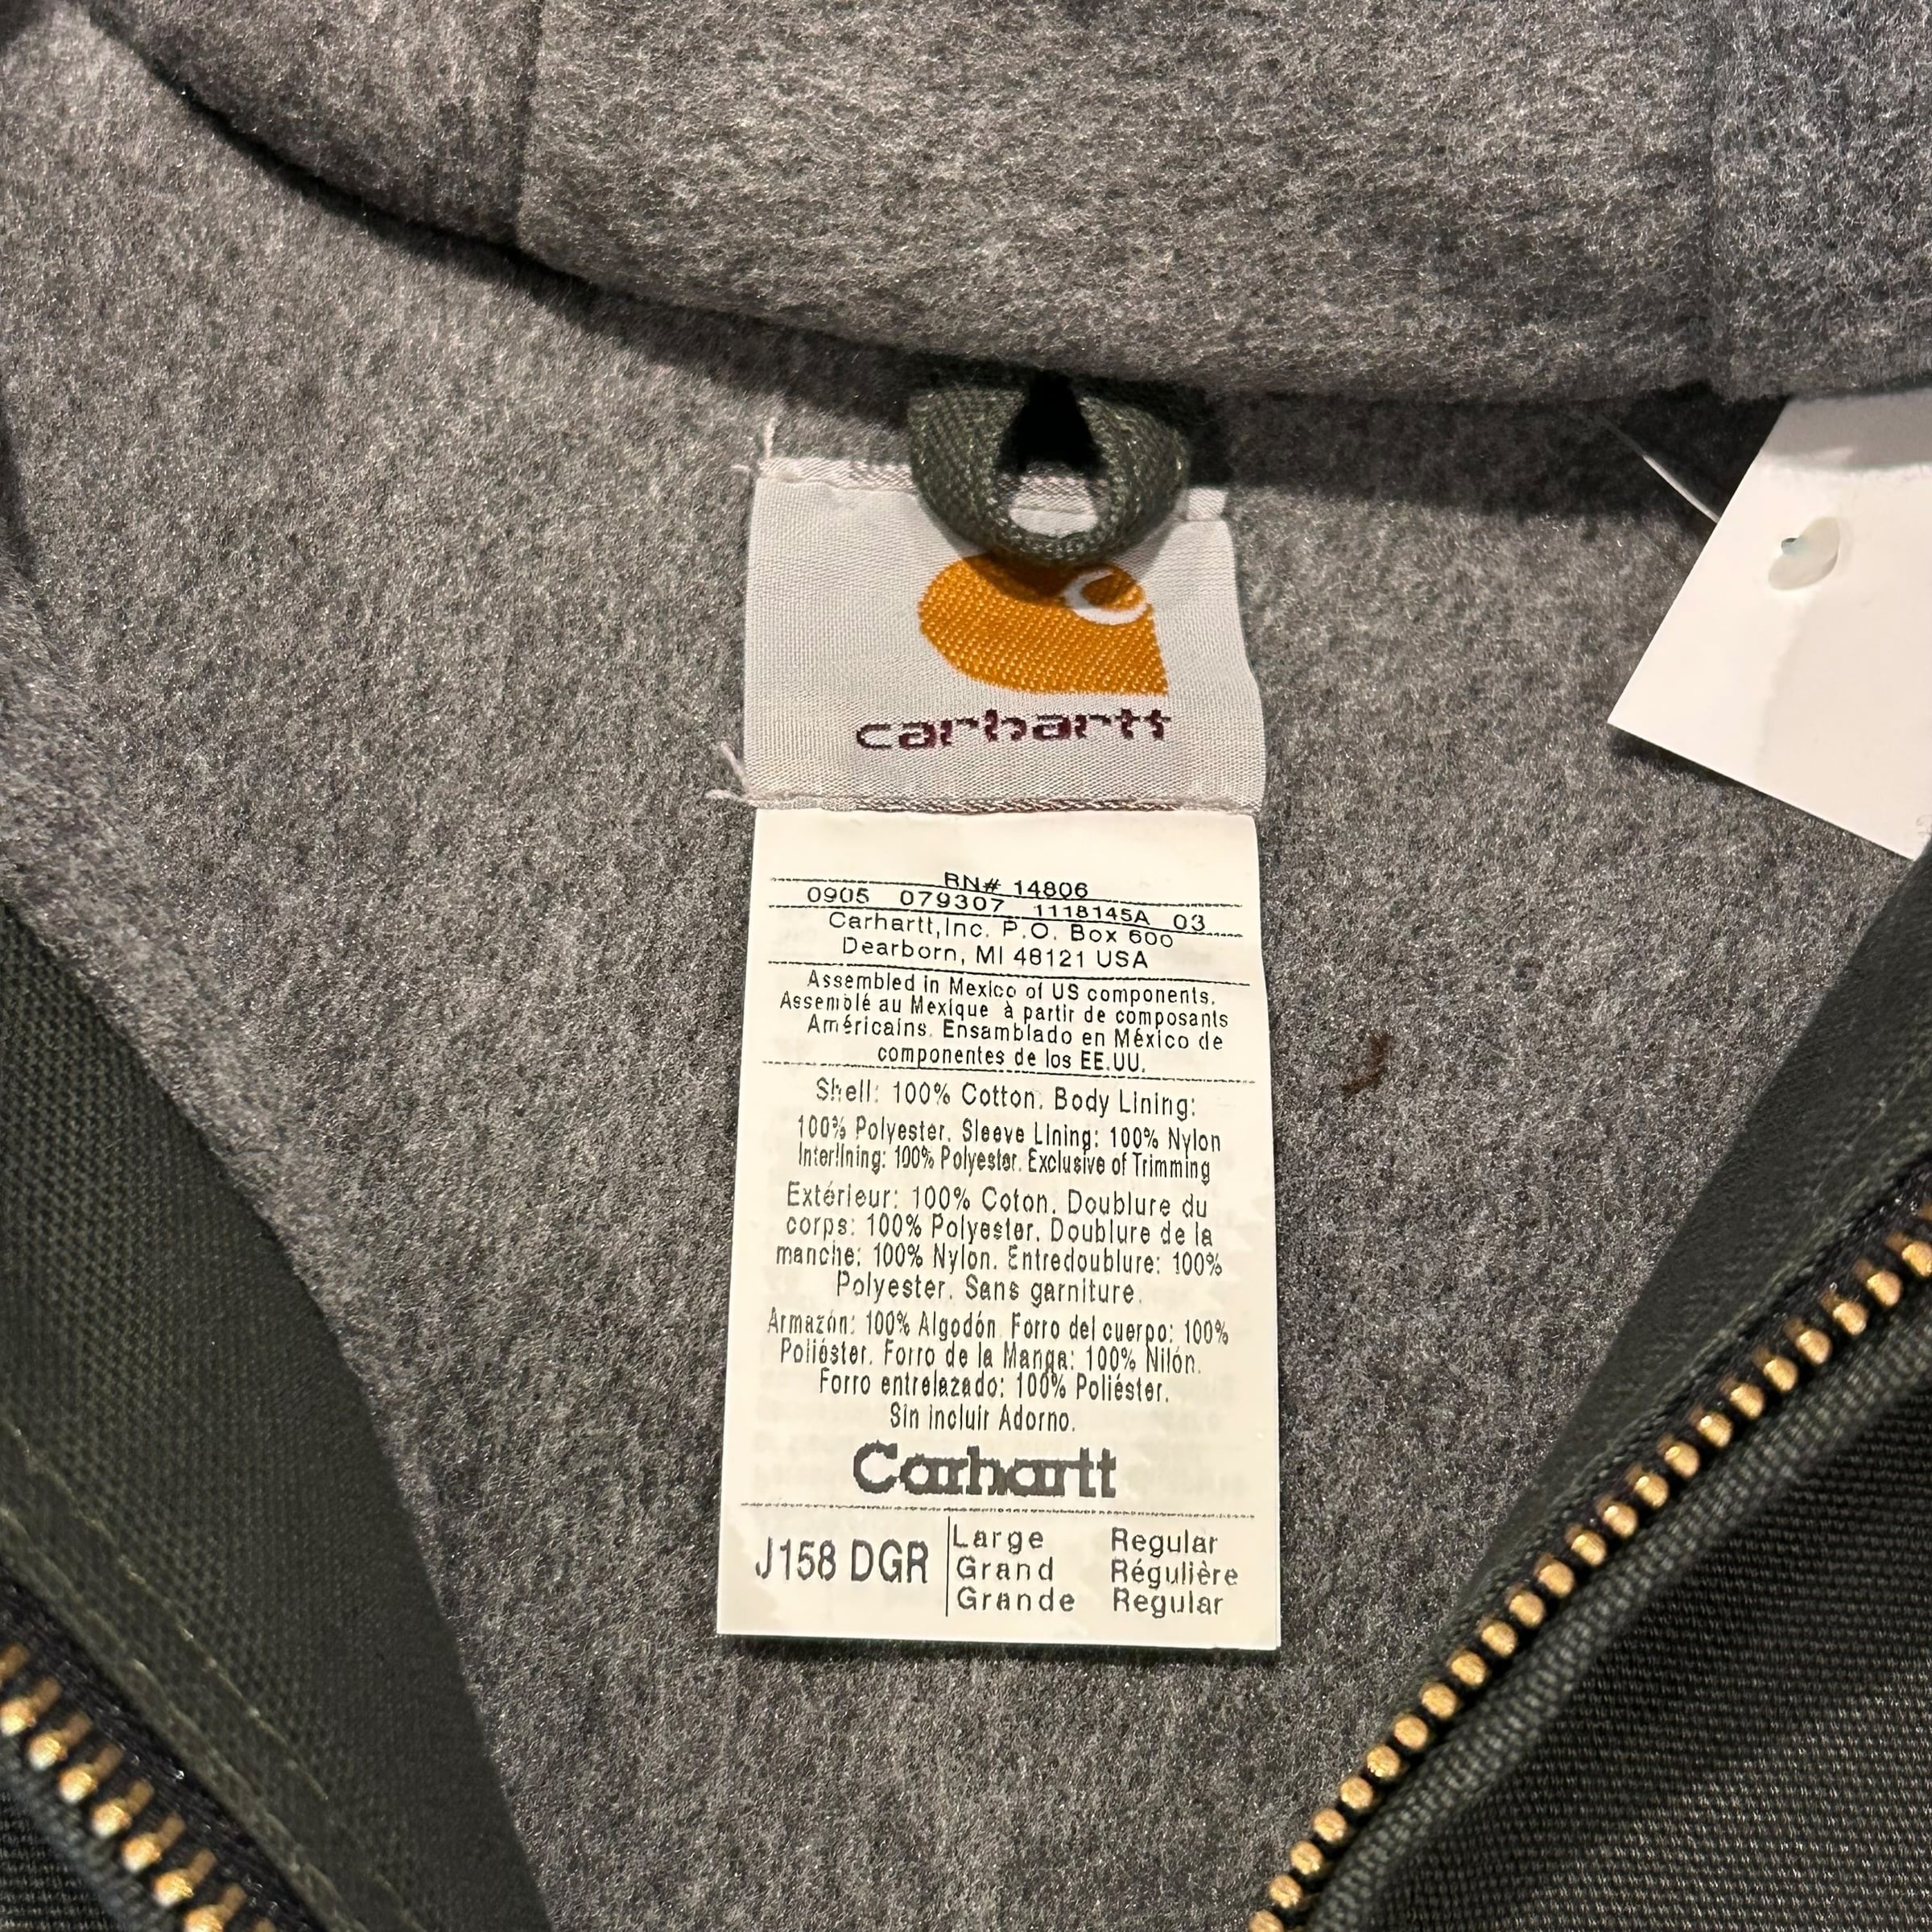 carhartt
RN# 14806
0905 079307 1118145A 03
Carhartt,Inc. P.O. Box 600
Dearborn, MI 48121 USA
Assembled in Mexico of US components.
Assemblé au Mexique à partir de composants
Américains. Ensamblado en México de
componentes de los EE.UU.
Shell: 100% Cotton. Body Lining:
100% Polyester. Sleeve Lining: 100% Nylon
Interlining: 100% Polyester. Exclusive of Trimming
Extérieur: 100% Coton. Doublure du
corps: 100% Polyester. Doublure de la
manche: 100% Nylon. Entredoublure: 100%
Polyester. Sans garniture.
Armazón: 100% Algodón. Forro del cuerpo: 100%
Poliéster. Forro de la Manga: 100% Nilón.
Forro entrelazado: 100% Poliéster.
Sin incluir Adorno.
Carhartt
J158 DGR
Large Regular
Grand Régulière
Grande Regular